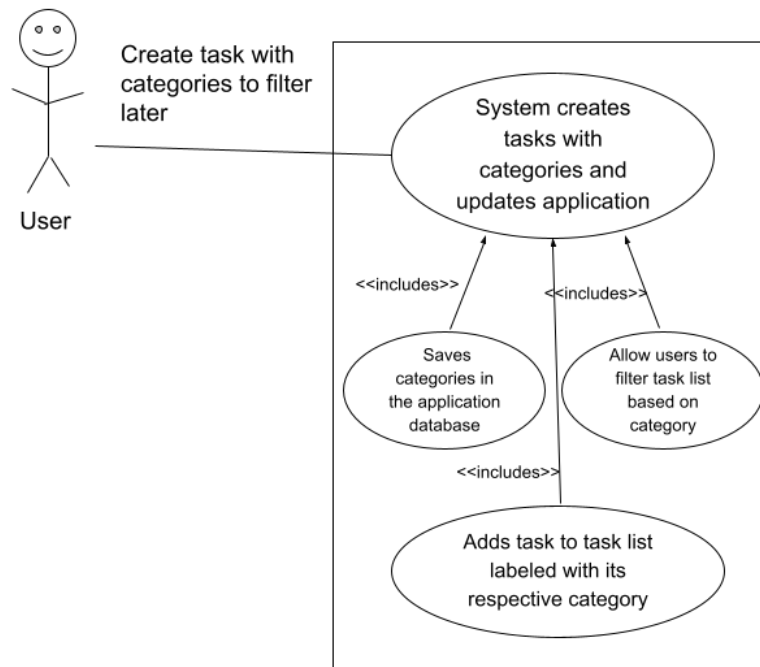 Create task with
categories to filter
later
User
System creates
tasks with
categories and
updates application
<<includes>>
<<includes>>
Saves
categories in
the application
database
Allow users to
filter task list
based on
category
<<includes>>
Adds task to task list
labeled with its
respective category